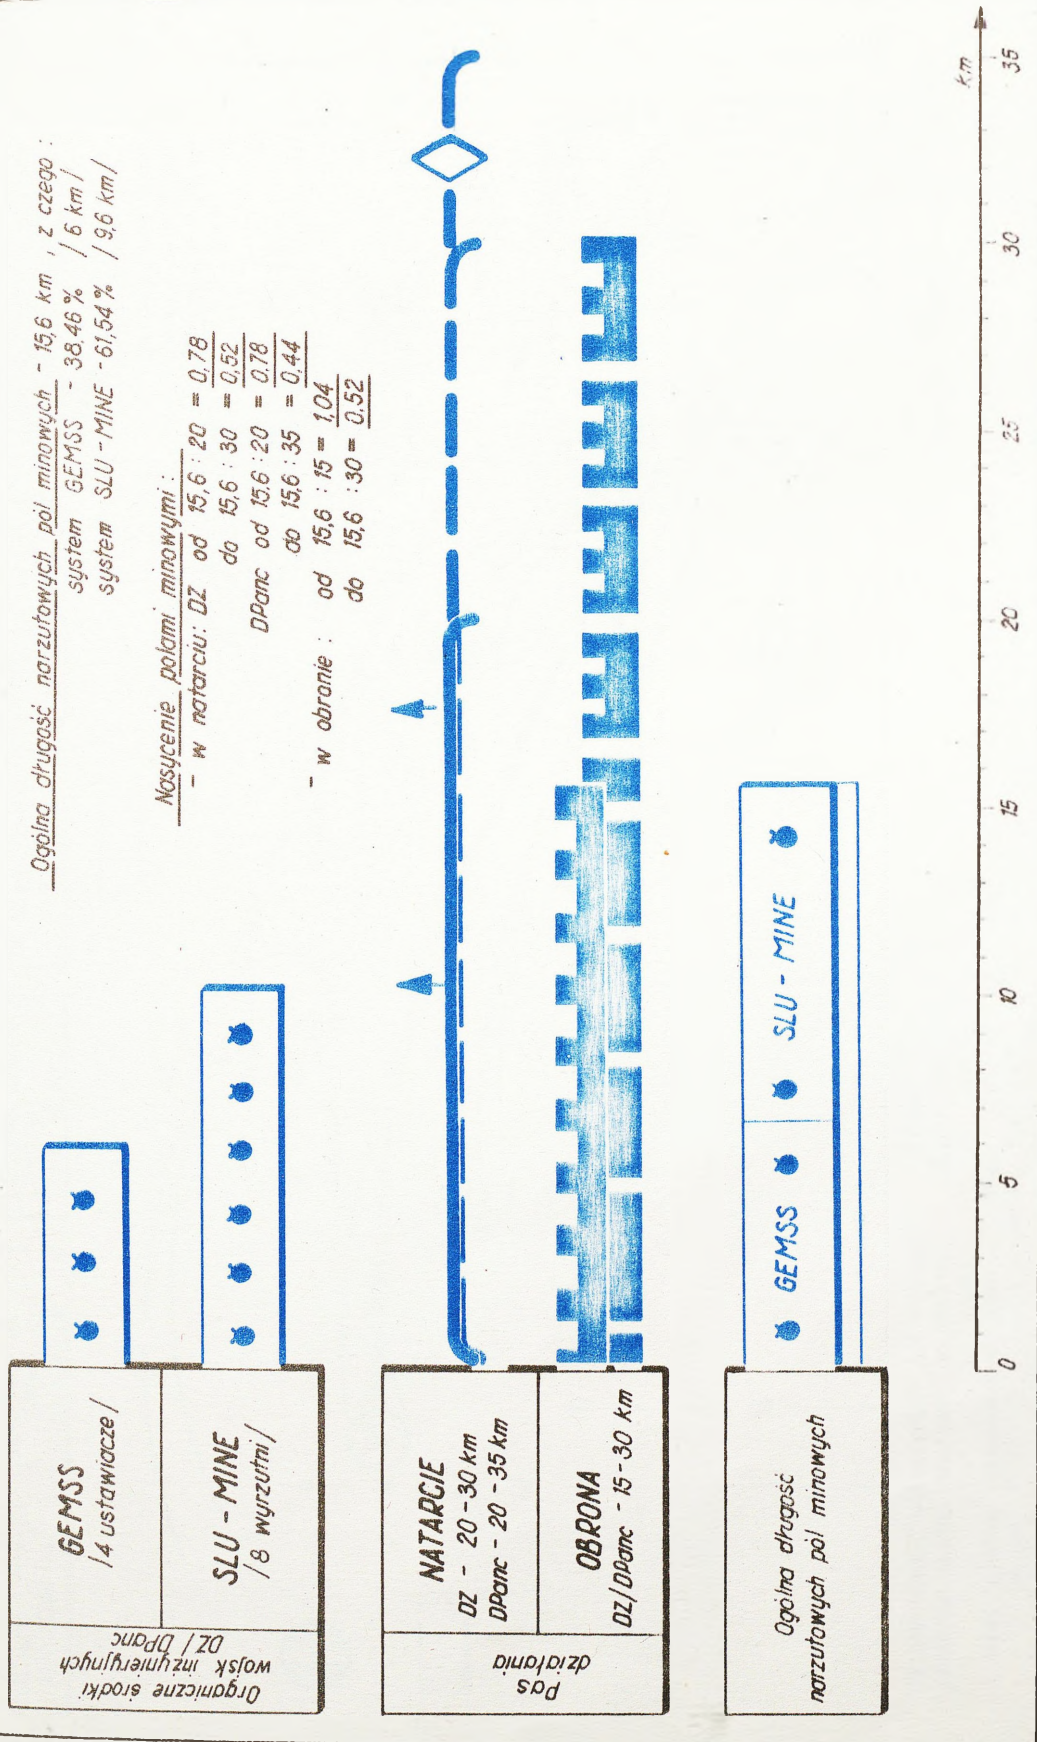 Ogólna długość narzutowych pól minowych - 15,6 km, z czego :
system GEMSS - 38.46 % / 6 km /
system SLU - MINE - 61,54 % / 9,6 km /
Nasycenie polami minowymi :
- w natarciu: DZ od 15,6 : 20 = 0,78
do 15,6 : 30 = 0,52
DPanc od 15.6 : 20 = 0.78
do 15.6 : 35 = 0.44
- w obronie : od 15,6 : 15 = 1,04
do 15,6 : 30 = 0.52
Organiczne środki
wojsk inżynieryjnych
DZ / DPanc
GEMSS
/4 ustawiacze/
SLU - MINE
/8 wyrzutni/
Pas
działania
NATARCIE
DZ - 20 - 30 km
DPanc - 20 - 35 km
OBRONA
DZ/DPanc - 15 - 30 km
Ogólna długość
narzutowych pól minowych
GEMSS SLU - MINE
km
0 5 10 15 20 25 30 35